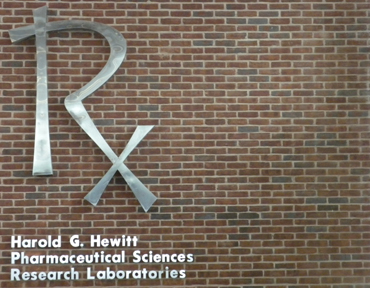 Rx
Harold G. Hewitt
Pharmaceutical Sciences
Research Laboratories